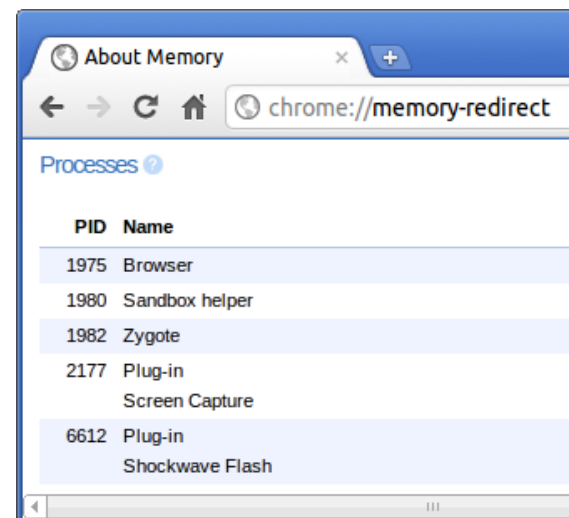 About Memory
chrome://memory-redirect
Processes ?
PID Name
1975 Browser
1980 Sandbox helper
1982 Zygote
2177 Plug-in
Screen Capture
6612 Plug-in
Shockwave Flash